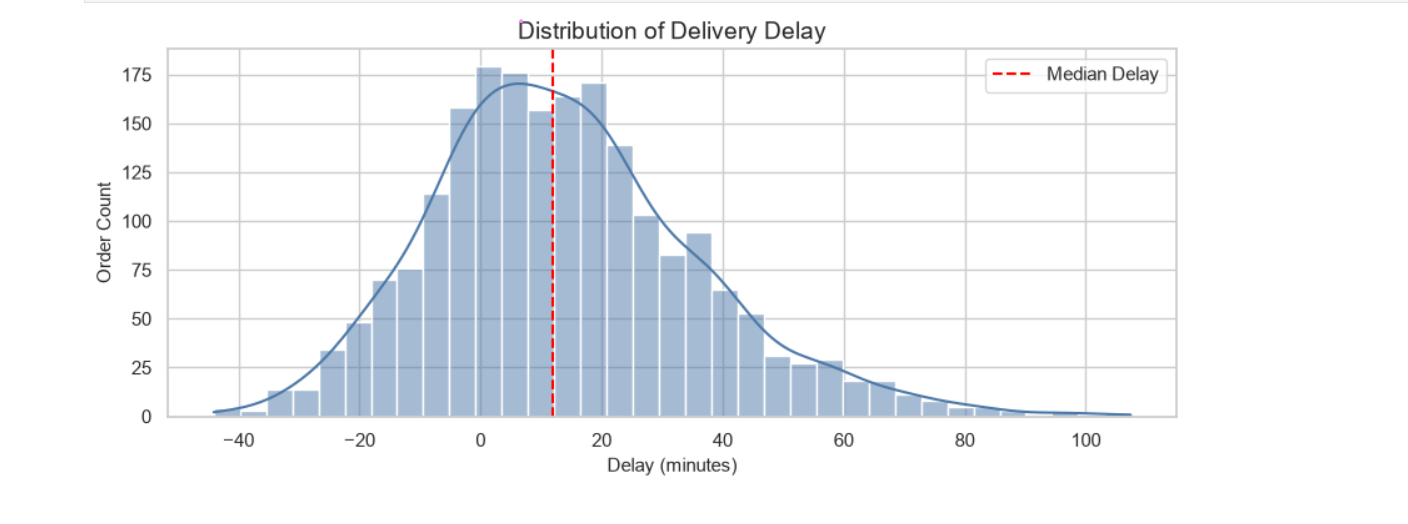 Distribution of Delivery Delay
Median Delay
Order Count
175
150
125
100
75
50
25
0
−40 −20 0 20 40 60 80 100
Delay (minutes)